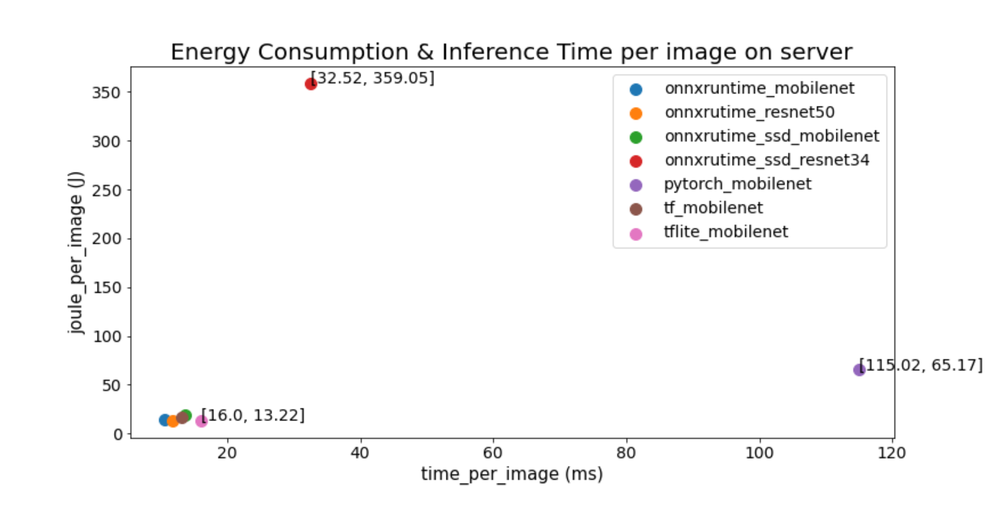 Energy Consumption & Inference Time per image on server
[32.52, 359.05]
onnxruntime_mobilenet
onnxrutime_resnet50
onnxrutime_ssd_mobilenet
onnxrutime_ssd_resnet34
pytorch_mobilenet
tf_mobilenet
tflite_mobilenet
350
300
250
200
150
100
50
0
joule_per_image (J)
[115.02, 65.17]
[16.0, 13.22]
20
40
60
80
100
120
time_per_image (ms)